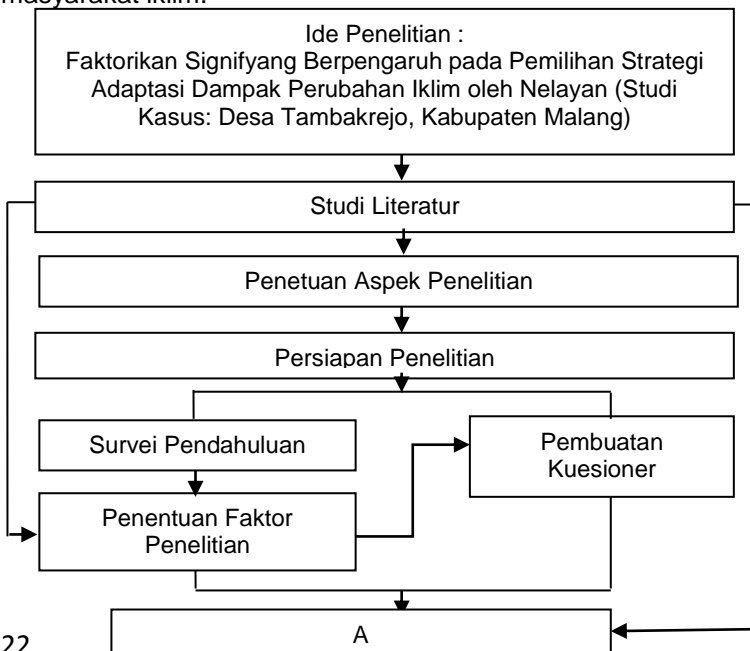 masyarakat iklim.
Ide Penelitian :
Faktorikan Signifyang Berpengaruh pada Pemilihan Strategi
Adaptasi Dampak Perubahan Iklim oleh Nelayan (Studi
Kasus: Desa Tambakrejo, Kabupaten Malang)
Studi Literatur
Penetuan Aspek Penelitian
Persiapan Penelitian
Survei Pendahuluan
Pembuatan
Kuesioner
Penentuan Faktor
Penelitian
A
22